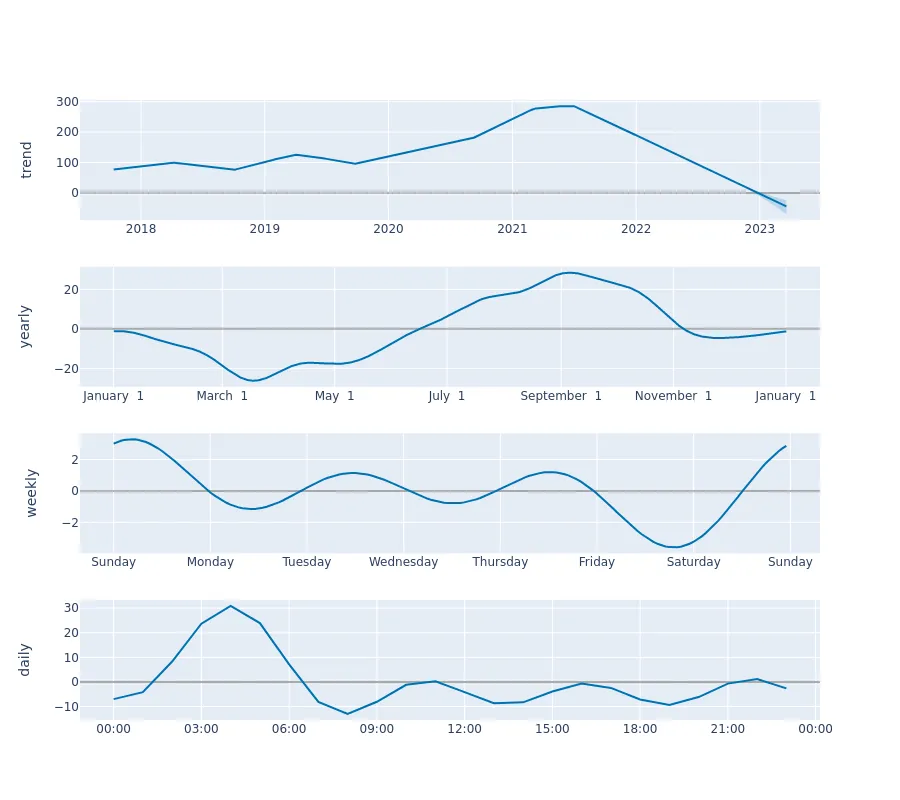 300
200
100
0
trend
2018 2019 2020 2021 2022 2023
20
0
−20
yearly
January 1 March 1 May 1 July 1 September 1 November 1 January 1
2
0
−2
weekly
Sunday Monday Tuesday Wednesday Thursday Friday Saturday Sunday
30
20
10
0
−10
daily
00:00 03:00 06:00 09:00 12:00 15:00 18:00 21:00 00:00